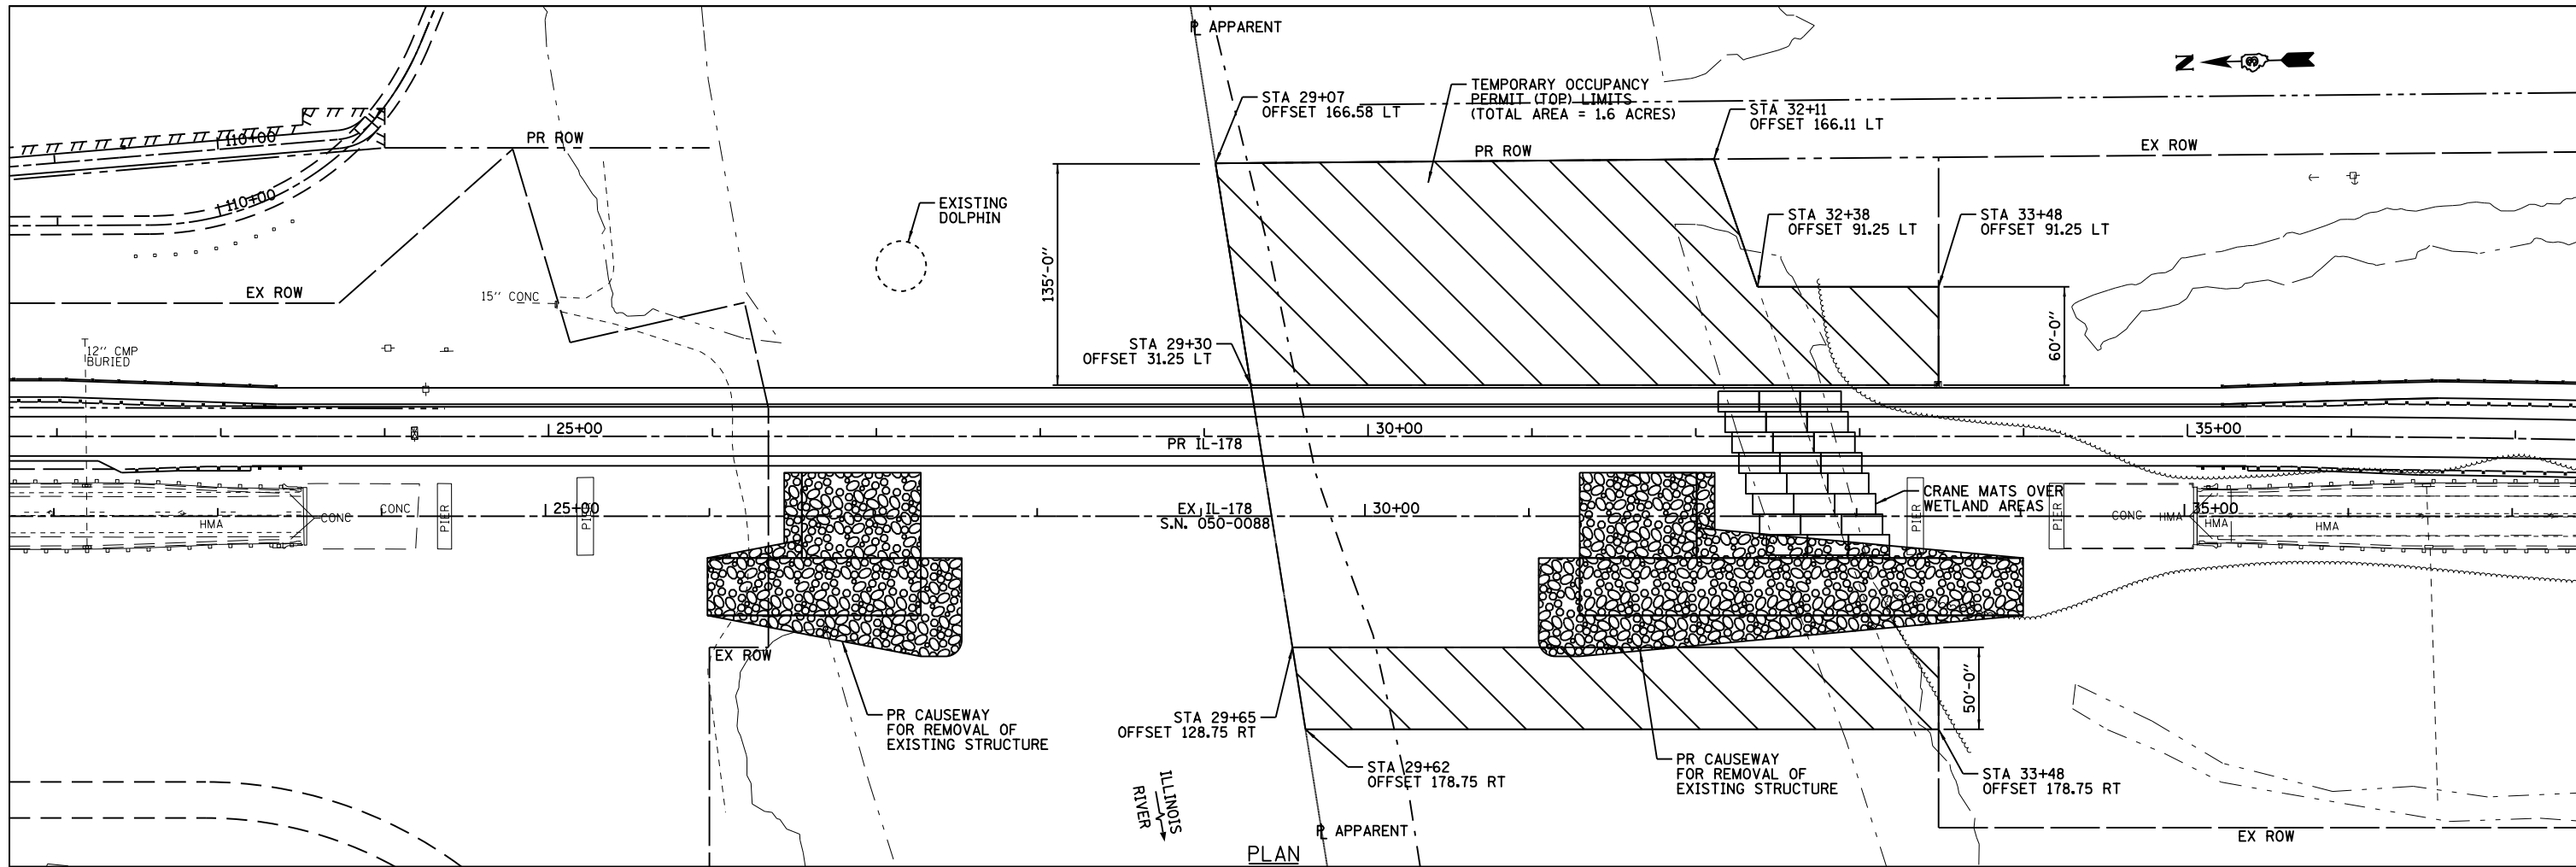 ℄ APPARENT
N
110+00
PR ROW
STA 29+07
OFFSET 166.58 LT
TEMPORARY OCCUPANCY
PERMIT (TOP) LIMITS
(TOTAL AREA = 1.6 ACRES)
STA 32+11
OFFSET 166.11 LT
PR ROW
EX ROW
110+00
EXISTING
DOLPHIN
STA 32+38
OFFSET 91.25 LT
STA 33+48
OFFSET 91.25 LT
135'-0"
EX ROW
15" CONC
12" CMP
BURIED
STA 29+30
OFFSET 31.25 LT
60'-0"
25+00
30+00
35+00
PR IL-178
HMA
CONC
CONC
PIER
25+00
PIER
EX IL-178
S.N. 050-0088
30+00
CRANE MATS OVER
WETLAND AREAS
PIER
PIER
CONC
HMA
35+00
HMA
HMA
EX ROW
PR CAUSEWAY
FOR REMOVAL OF
EXISTING STRUCTURE
STA 29+65
OFFSET 128.75 RT
50'-0"
STA 29+62
OFFSET 178.75 RT
PR CAUSEWAY
FOR REMOVAL OF
EXISTING STRUCTURE
STA 33+48
OFFSET 178.75 RT
ILLINOIS
RIVER
℄ APPARENT
EX ROW
PLAN